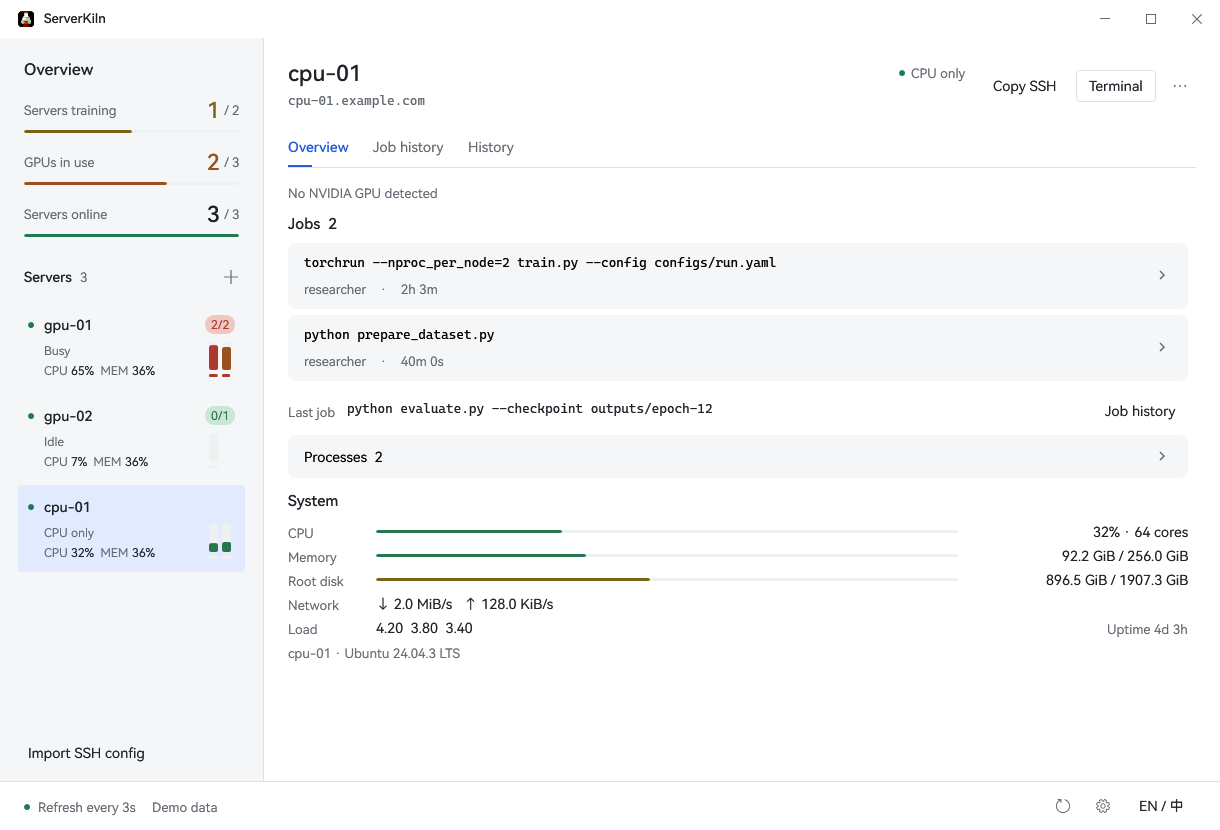 ServerKiln
Overview
Servers training 1 / 2
GPUs in use 2 / 3
Servers online 3 / 3
Servers 3
gpu-01 2/2
Busy
CPU 65% MEM 36%
gpu-02 0/1
Idle
CPU 7% MEM 36%
cpu-01
CPU only
CPU 32% MEM 36%
Import SSH config
cpu-01
cpu-01.example.com
CPU only
Copy SSH
Terminal
Overview Job history History
No NVIDIA GPU detected
Jobs 2
torchrun --nproc_per_node=2 train.py --config configs/run.yaml
researcher · 2h 3m
python prepare_dataset.py
researcher · 40m 0s
Last job python evaluate.py --checkpoint outputs/epoch-12 Job history
Processes 2
System
CPU 32% · 64 cores
Memory 92.2 GiB / 256.0 GiB
Root disk 896.5 GiB / 1907.3 GiB
Network ↓ 2.0 MiB/s ↑ 128.0 KiB/s
Load 4.20 3.80 3.40 Uptime 4d 3h
cpu-01 · Ubuntu 24.04.3 LTS
Refresh every 3s Demo data EN / 中